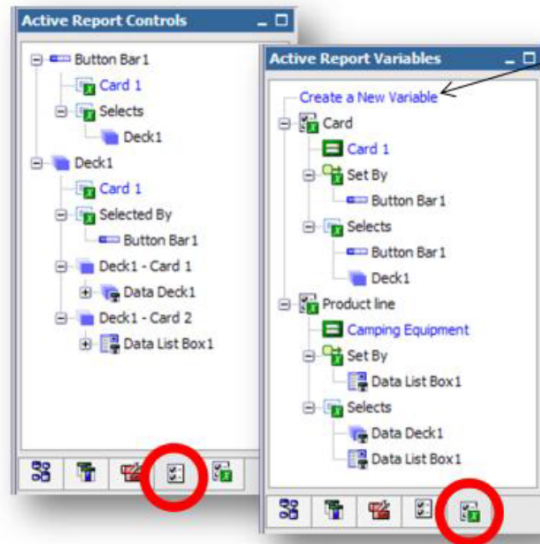 Active Report Controls
Button Bar1
Card 1
Selects
Deck1
Deck1
Card 1
Selected By
Button Bar1
Deck1 - Card 1
Data Deck1
Deck1 - Card 2
Data List Box1
Active Report Variables
Create a New Variable
Card
Card 1
Set By
Button Bar1
Selects
Button Bar1
Deck1
Product line
Camping Equipment
Set By
Data List Box1
Selects
Data Deck1
Data List Box1